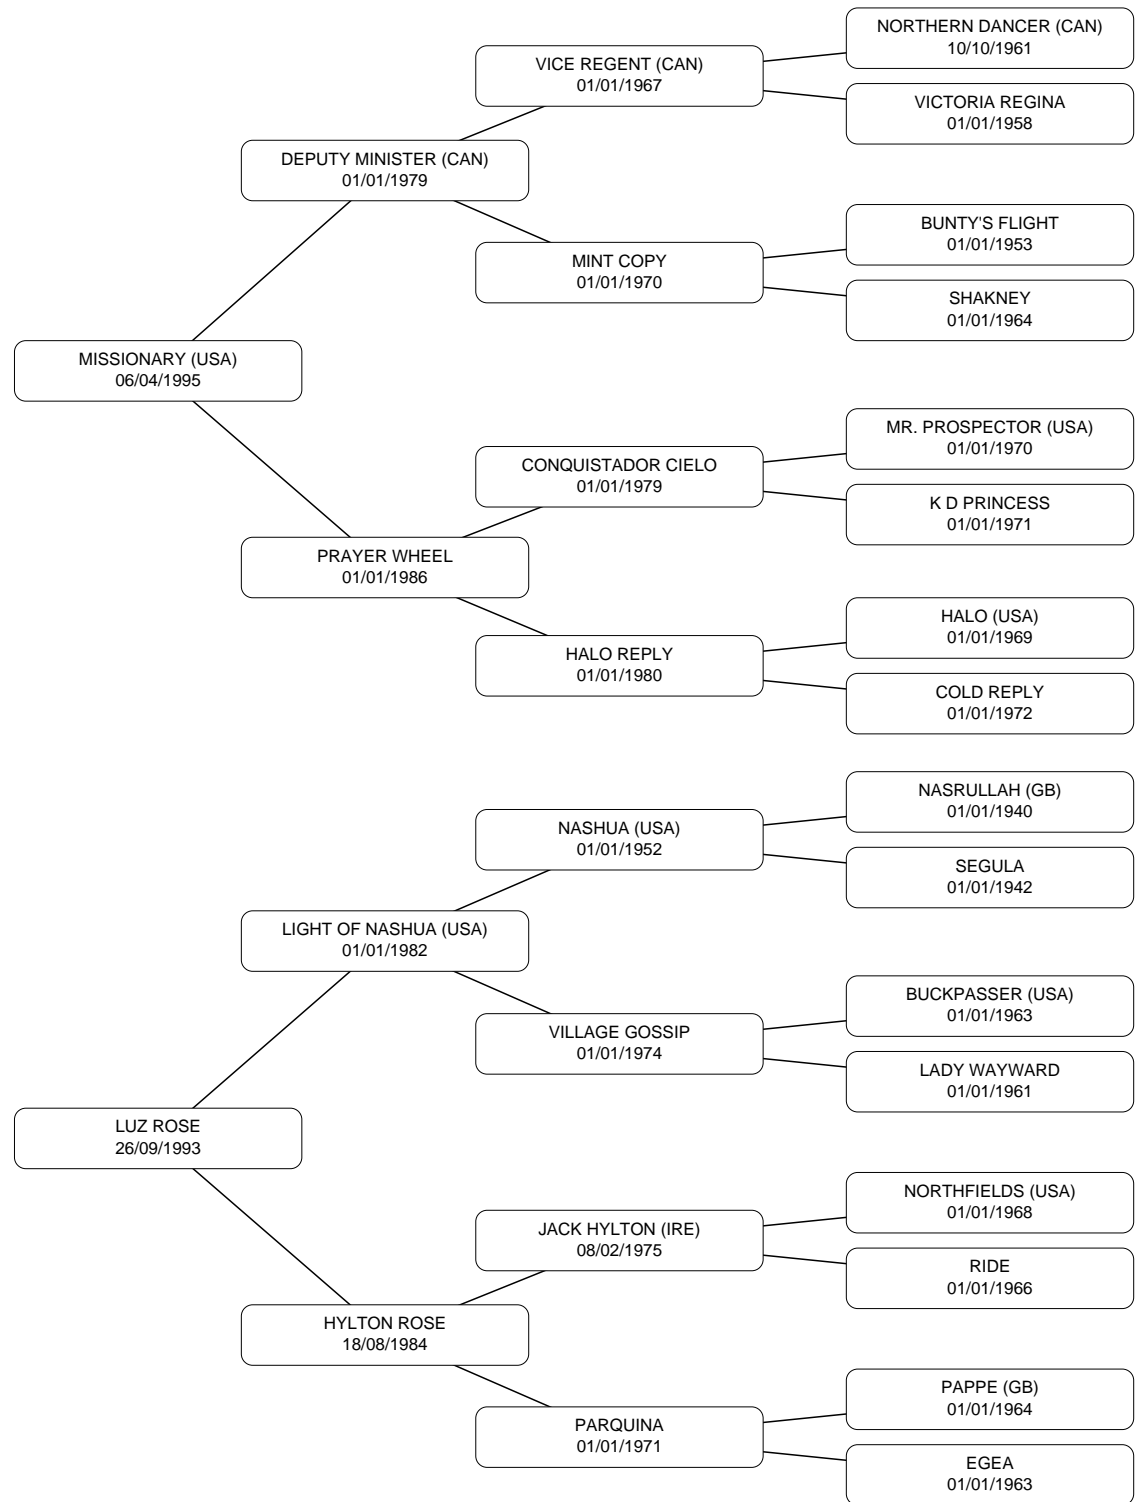 NORTHERN DANCER (CAN)
10/10/1961
VICE REGENT (CAN)
01/01/1967
VICTORIA REGINA
01/01/1958
DEPUTY MINISTER (CAN)
01/01/1979
BUNTY'S FLIGHT
01/01/1953
MINT COPY
01/01/1970
SHAKNEY
01/01/1964
MISSIONARY (USA)
06/04/1995
MR. PROSPECTOR (USA)
01/01/1970
CONQUISTADOR CIELO
01/01/1979
K D PRINCESS
01/01/1971
PRAYER WHEEL
01/01/1986
HALO (USA)
01/01/1969
HALO REPLY
01/01/1980
COLD REPLY
01/01/1972
NASRULLAH (GB)
01/01/1940
NASHUA (USA)
01/01/1952
SEGULA
01/01/1942
LIGHT OF NASHUA (USA)
01/01/1982
BUCKPASSER (USA)
01/01/1963
VILLAGE GOSSIP
01/01/1974
LADY WAYWARD
01/01/1961
LUZ ROSE
26/09/1993
NORTHFIELDS (USA)
01/01/1968
JACK HYLTON (IRE)
08/02/1975
RIDE
01/01/1966
HYLTON ROSE
18/08/1984
PAPPE (GB)
01/01/1964
PARQUINA
01/01/1971
EGEA
01/01/1963